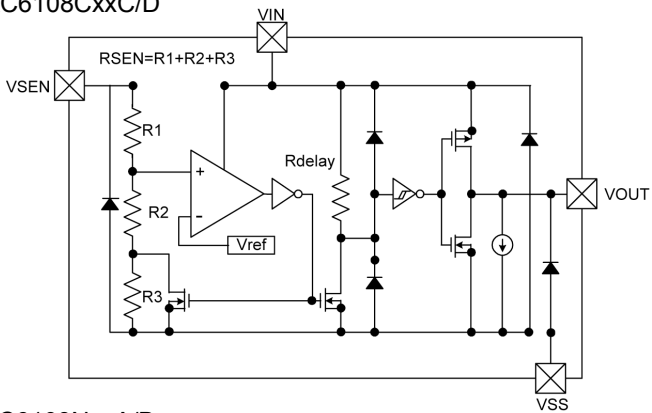 C6108CxxC/D
VIN
RSEN=R1+R2+R3
VSEN
R1
+
Rdelay
R2
-
Vref
VOUT
R3
VSS